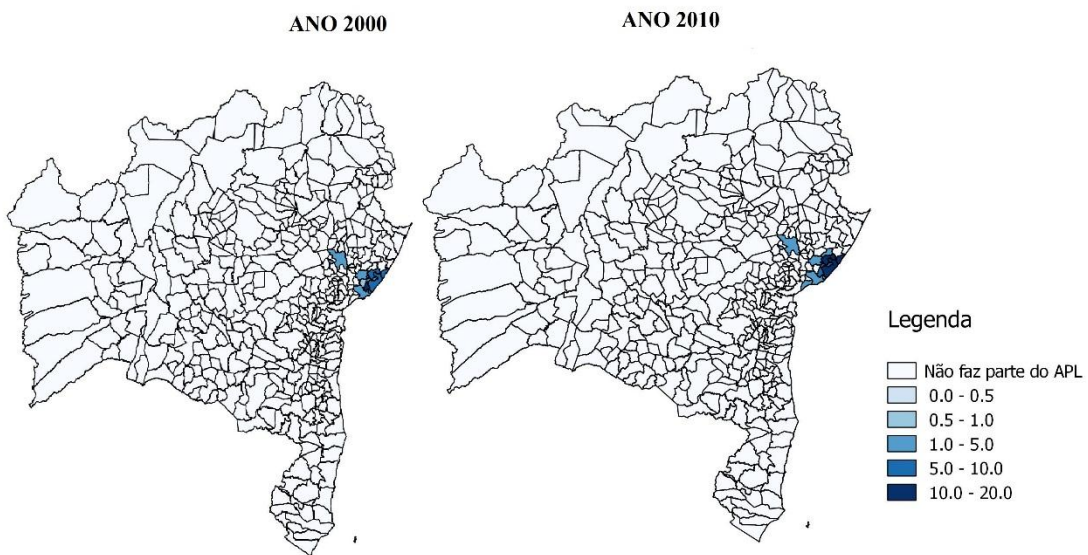 ANO 2000
ANO 2010
Legenda
Não faz parte do APL
0.0 - 0.5
0.5 - 1.0
1.0 - 5.0
5.0 - 10.0
10.0 - 20.0